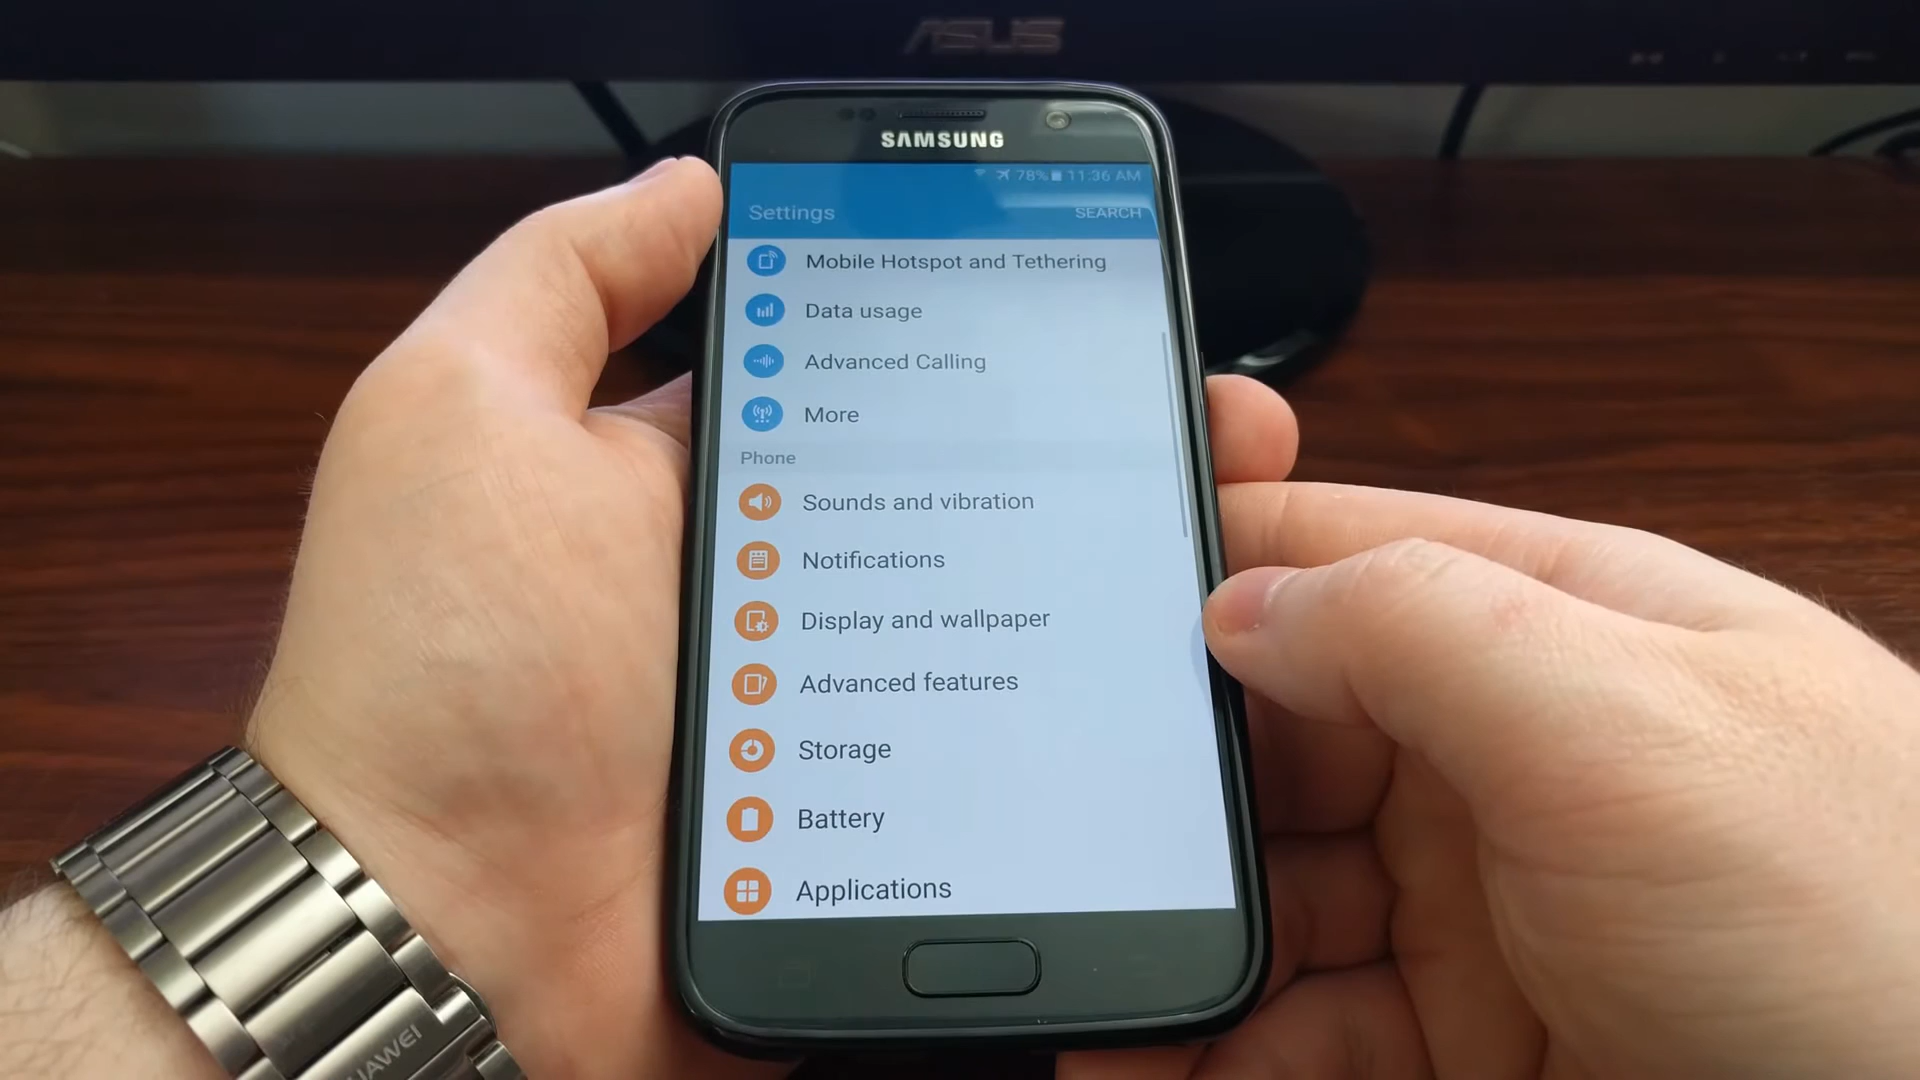 ASUS
SAMSUNG
78% 11:36 AM
Settings SEARCH
Mobile Hotspot and Tethering
Data usage
Advanced Calling
More
Phone
Sounds and vibration
Notifications
Display and wallpaper
Advanced features
Storage
Battery
Applications
HUAWEI